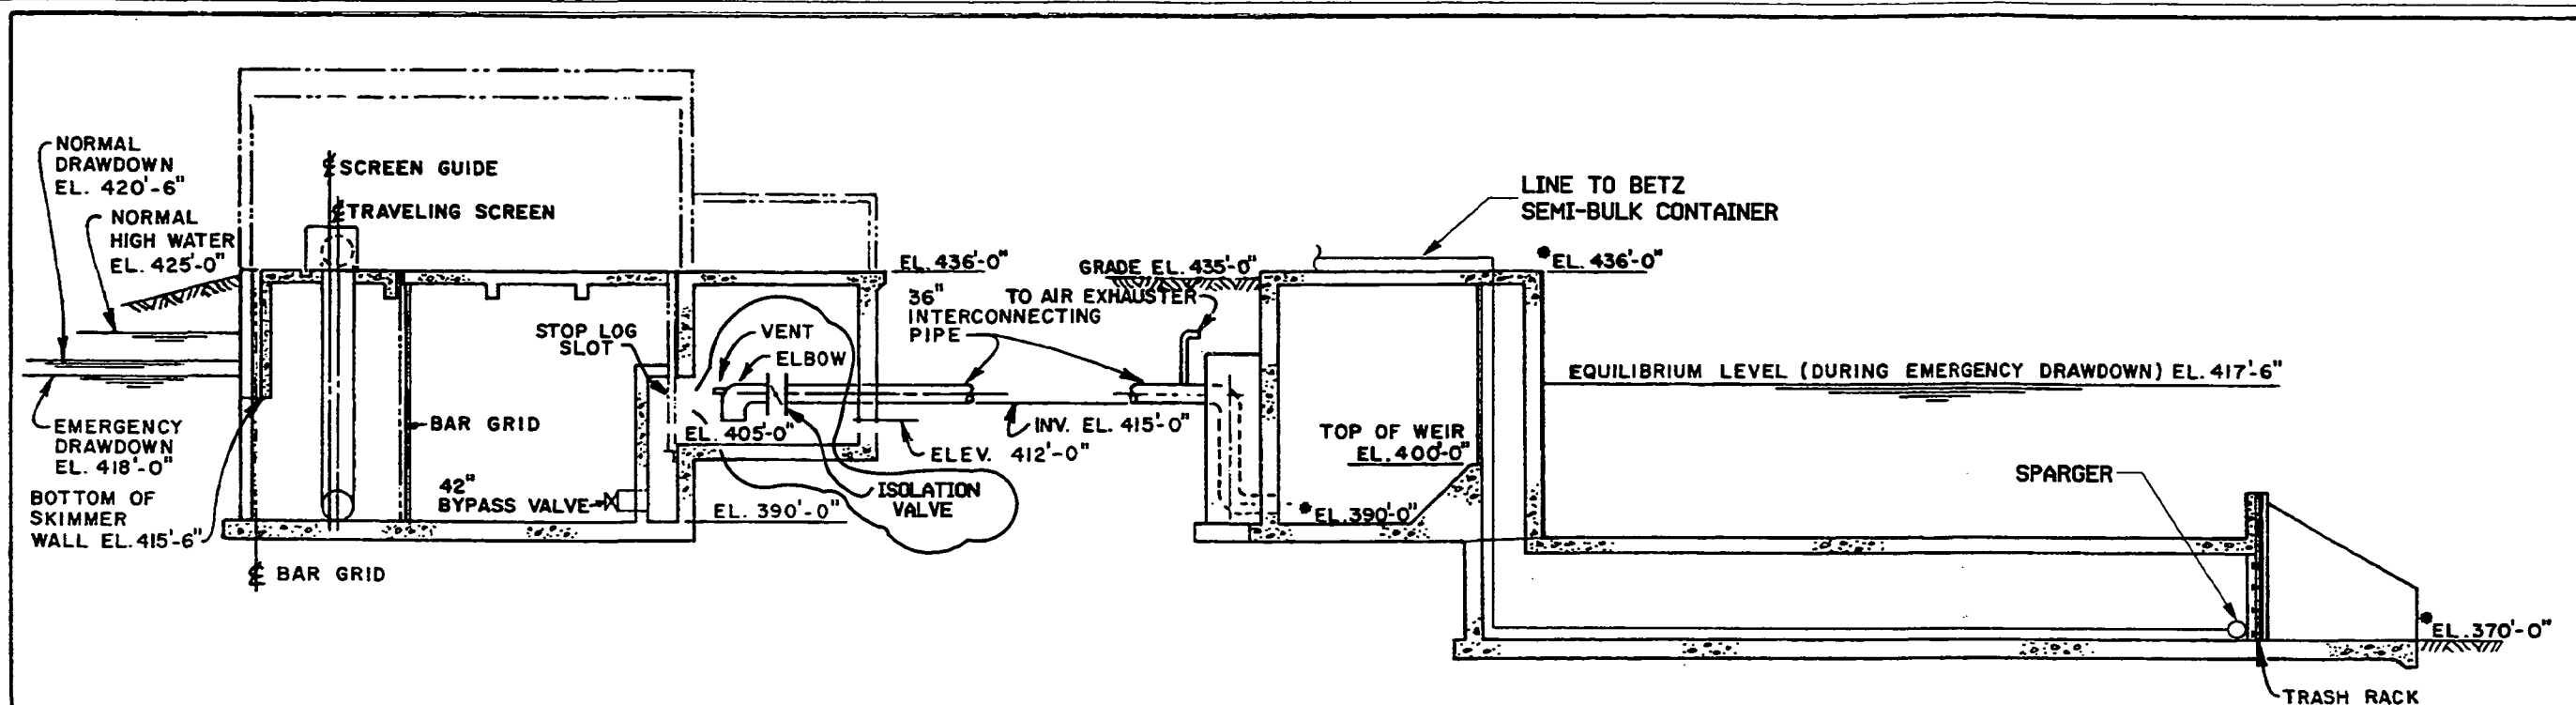 NORMAL
DRAWDOWN
EL. 420'-6"
NORMAL
HIGH WATER
EL. 425'-0"
EMERGENCY
DRAWDOWN
EL. 418'-0"
BOTTOM OF
SKIMMER
WALL EL. 415'-6"
℄ BAR GRID
℄ SCREEN GUIDE
℄ TRAVELING SCREEN
BAR GRID
STOP LOG
SLOT
42"
BYPASS VALVE
VENT
ELBOW
EL. 405'-0"
EL. 390'-0"
ISOLATION
VALVE
ELEV. 412'-0"
INV. EL. 415'-0"
EL. 436'-0"
GRADE EL. 435'-0"
36"
INTERCONNECTING
PIPE
TO AIR EXHAUSTER
LINE TO BETZ
SEMI-BULK CONTAINER
* EL. 436'-0"
TOP OF WEIR
EL. 400'-0"
* EL. 390'-0"
EQUILIBRIUM LEVEL (DURING EMERGENCY DRAWDOWN) EL. 417'-6"
SPARGER
* EL. 370'-0"
TRASH RACK